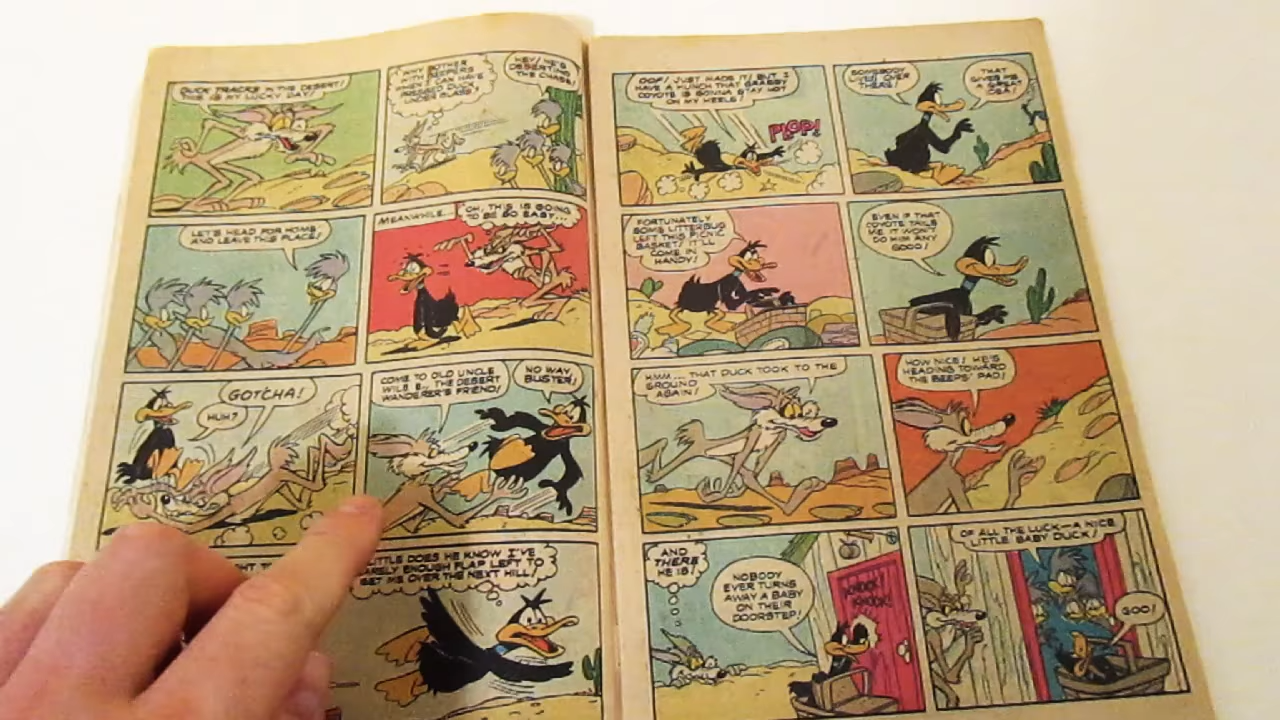 DUCK TRACKS IN THE DESERT!
THIS IS MY LUCKY DAY!
WHY BOTHER
WITH BEEPERS
WHEN I CAN HAVE
PRESSED DUCK
UNDER GLASS!
HEY! HE'S
DESERTING
THE CHASE!
LET'S HEAD FOR HOME
AND LEAVE THIS PLACE!
MEANWHILE...
OH, THIS IS GOING
TO BE SO EASY...
GOTCHA!
HUH?
COME TO OLD UNCLE
WILE E., THE DESERT
WANDERER'S FRIEND!
NO WAY
BUSTER!
LITTLE DOES HE KNOW I'VE
BARELY ENOUGH FLAP LEFT TO
GET ME OVER THE NEXT HILL!
OOF! JUST MADE IT! BUT I
HAVE A HUNCH THAT GRABBY
COYOTE IS GONNA STAY HOT
ON MY HEELS!
PLOP!
SOMEBODY
LIVES OVER
THERE!
THAT
GIVES ME
A GREAT
IDEA!
FORTUNATELY
SOME LITTERBUG
LEFT THIS PICNIC
BASKET! IT'LL
COME IN
HANDY!
EVEN IF THAT
COYOTE TAILS
ME IT WON'T
DO HIM ANY
GOOD!
HMM... THAT DUCK TOOK TO THE
GROUND
AGAIN!
HOW NICE! HE'S
HEADING TOWARD
THE BEEPS' PAD!
AND
THERE
HE IS!
NOBODY
EVER TURNS
AWAY A BABY
ON THEIR
DOORSTEP!
KNOCK!
KNOCK!
OF ALL THE LUCK—A NICE
LITTLE BABY DUCK!
GOO!